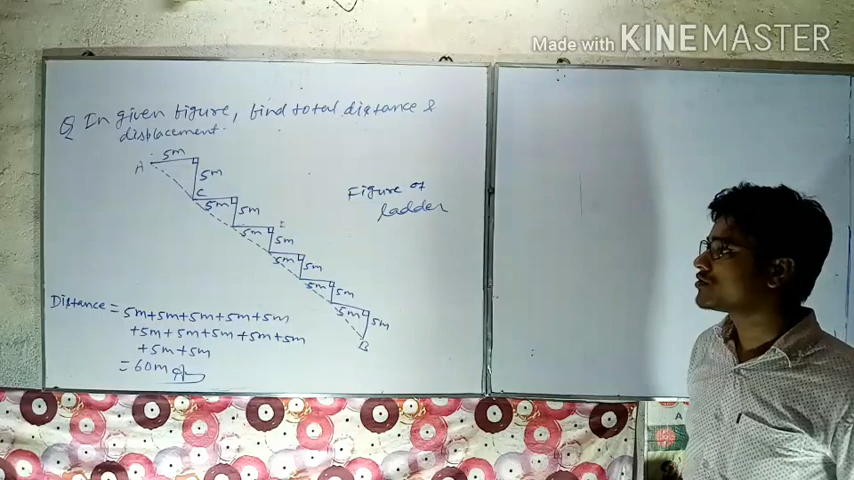 Made with KINEMASTER
Q In given figure, find total distance &
displacement.
5m
A
5m
C
5m
5m
5m
5m
5m
5m
5m
5m
5m
5m
B
Figure of
ladder
Distance = 5m+5m+5m+5m+5m
+5m+5m+5m+5m+5m
+5m+5m
= 60m